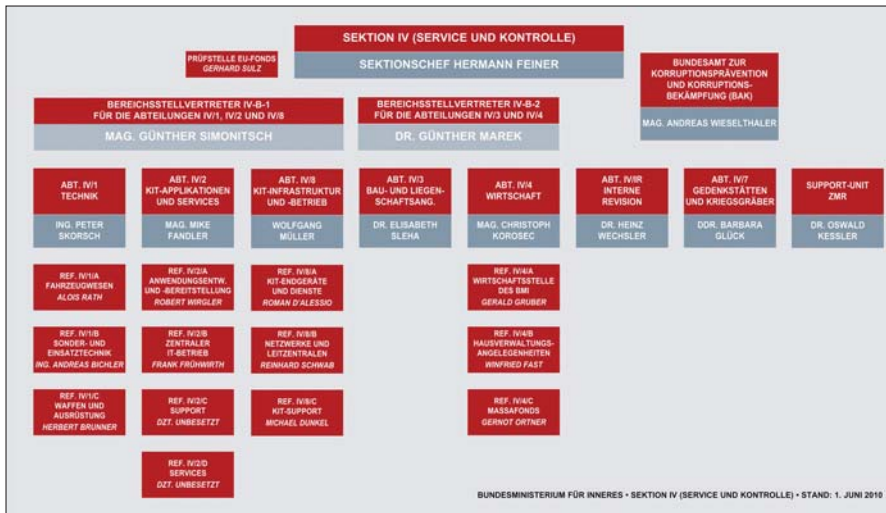 SEKTION IV (SERVICE UND KONTROLLE)
SEKTIONSCHEF HERMANN FEINER
PRÜFSTELLE EU-FONDS
GERHARD SULZ
BUNDESAMT ZUR
KORRUPTIONSPRÄVENTION
UND KORRUPTIONS-
BEKÄMPFUNG (BAK)
MAG. ANDREAS WIESELTHALER
BEREICHSSTELLVERTRETER IV-B-1
FÜR DIE ABTEILUNGEN IV/1, IV/2 UND IV/8
MAG. GÜNTHER SIMONITSCH
BEREICHSSTELLVERTRETER IV-B-2
FÜR DIE ABTEILUNGEN IV/3 UND IV/4
DR. GÜNTHER MAREK
ABT. IV/1
TECHNIK
ING. PETER
SKORSCH
ABT. IV/2
KIT-APPLIKATIONEN
UND SERVICES
MAG. MIKE
FANDLER
ABT. IV/8
KIT-INFRASTRUKTUR
UND -BETRIEB
WOLFGANG
MÜLLER
ABT. IV/3
BAU- UND LIEGEN-
SCHAFTSANG.
DR. ELISABETH
SLEHA
ABT. IV/4
WIRTSCHAFT
MAG. CHRISTOPH
KOROSEC
ABT. IV/IR
INTERNE
REVISION
DR. HEINZ
WECHSLER
ABT. IV/7
GEDENKSTÄTTEN
UND KRIEGSGRÄBER
DDR. BARBARA
GLÜCK
SUPPORT-UNIT
ZMR
DR. OSWALD
KESSLER
REF. IV/1/A
FAHRZEUGWESEN
ALOIS RATH
REF. IV/2/A
ANWENDUNGSENTW.
UND -BEREITSTELLUNG
ROBERT WIRGLER
REF. IV/8/A
KIT-ENDGERÄTE
UND DIENSTE
ROMAN D'ALESSIO
REF. IV/4/A
WIRTSCHAFTSSTELLE
DES BMI
GERALD GRUBER
REF. IV/1/B
SONDER- UND
EINSATZTECHNIK
ING. ANDREAS BICHLER
REF. IV/2/B
ZENTRALER
IT-BETRIEB
FRANK FRÜHWIRTH
REF. IV/8/B
NETZWERKE UND
LEITZENTRALEN
REINHARD SCHWAB
REF. IV/4/B
HAUSVERWALTUNGS-
ANGELEGENHEITEN
WINFRIED FAST
REF. IV/1/C
WAFFEN UND
AUSRÜSTUNG
HERBERT BRUNNER
REF. IV/2/C
SUPPORT
DZT. UNBESETZT
REF. IV/8/C
KIT-SUPPORT
MICHAEL DUNKEL
REF. IV/4/C
MASSAFONDS
GERNOT ORTNER
REF. IV/2/D
SERVICES
DZT. UNBESETZT
BUNDESMINISTERIUM FÜR INNERES • SEKTION IV (SERVICE UND KONTROLLE) • STAND: 1. JUNI 2010